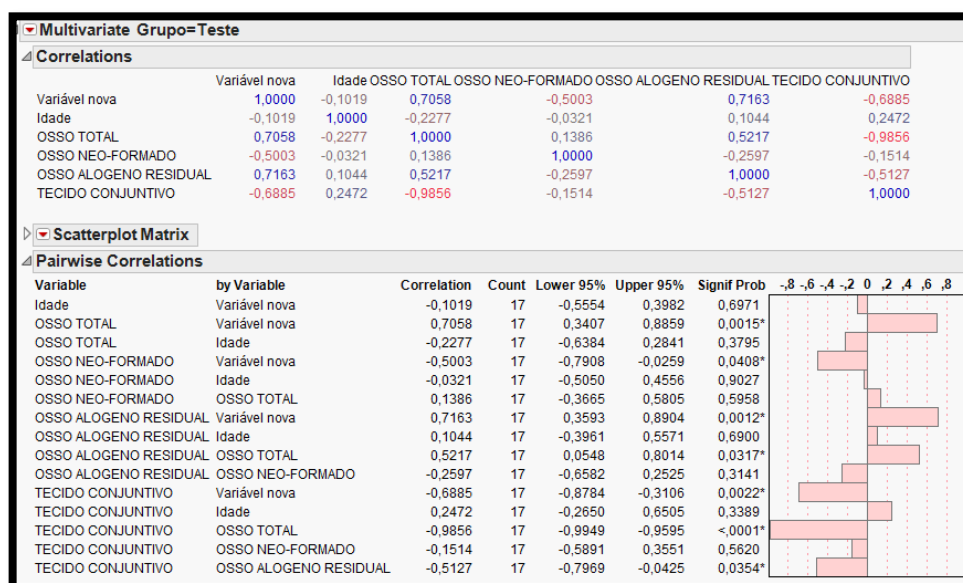 Multivariate Grupo=Teste
Correlations
Variável nova Idade OSSO TOTAL OSSO NEO-FORMADO OSSO ALOGENO RESIDUAL TECIDO CONJUNTIVO
Variável nova 1,0000 -0,1019 0,7058 -0,5003 0,7163 -0,6885
Idade -0,1019 1,0000 -0,2277 -0,0321 0,1044 0,2472
OSSO TOTAL 0,7058 -0,2277 1,0000 0,1386 0,5217 -0,9856
OSSO NEO-FORMADO -0,5003 -0,0321 0,1386 1,0000 -0,2597 -0,1514
OSSO ALOGENO RESIDUAL 0,7163 0,1044 0,5217 -0,2597 1,0000 -0,5127
TECIDO CONJUNTIVO -0,6885 0,2472 -0,9856 -0,1514 -0,5127 1,0000
Scatterplot Matrix
Pairwise Correlations
Variable by Variable Correlation Count Lower 95% Upper 95% Signif Prob -,8 -,6 -,4 -,2 0 ,2 ,4 ,6 ,8
Idade Variável nova -0,1019 17 -0,5554 0,3982 0,6971
OSSO TOTAL Variável nova 0,7058 17 0,3407 0,8859 0,0015*
OSSO TOTAL Idade -0,2277 17 -0,6384 0,2841 0,3795
OSSO NEO-FORMADO Variável nova -0,5003 17 -0,7908 -0,0259 0,0408*
OSSO NEO-FORMADO Idade -0,0321 17 -0,5050 0,4556 0,9027
OSSO NEO-FORMADO OSSO TOTAL 0,1386 17 -0,3665 0,5805 0,5958
OSSO ALOGENO RESIDUAL Variável nova 0,7163 17 0,3593 0,8904 0,0012*
OSSO ALOGENO RESIDUAL Idade 0,1044 17 -0,3961 0,5571 0,6900
OSSO ALOGENO RESIDUAL OSSO TOTAL 0,5217 17 0,0548 0,8014 0,0317*
OSSO ALOGENO RESIDUAL OSSO NEO-FORMADO -0,2597 17 -0,6582 0,2525 0,3141
TECIDO CONJUNTIVO Variável nova -0,6885 17 -0,8784 -0,3106 0,0022*
TECIDO CONJUNTIVO Idade 0,2472 17 -0,2650 0,6505 0,3389
TECIDO CONJUNTIVO OSSO TOTAL -0,9856 17 -0,9949 -0,9595 <,0001*
TECIDO CONJUNTIVO OSSO NEO-FORMADO -0,1514 17 -0,5891 0,3551 0,5620
TECIDO CONJUNTIVO OSSO ALOGENO RESIDUAL -0,5127 17 -0,7969 -0,0425 0,0354*